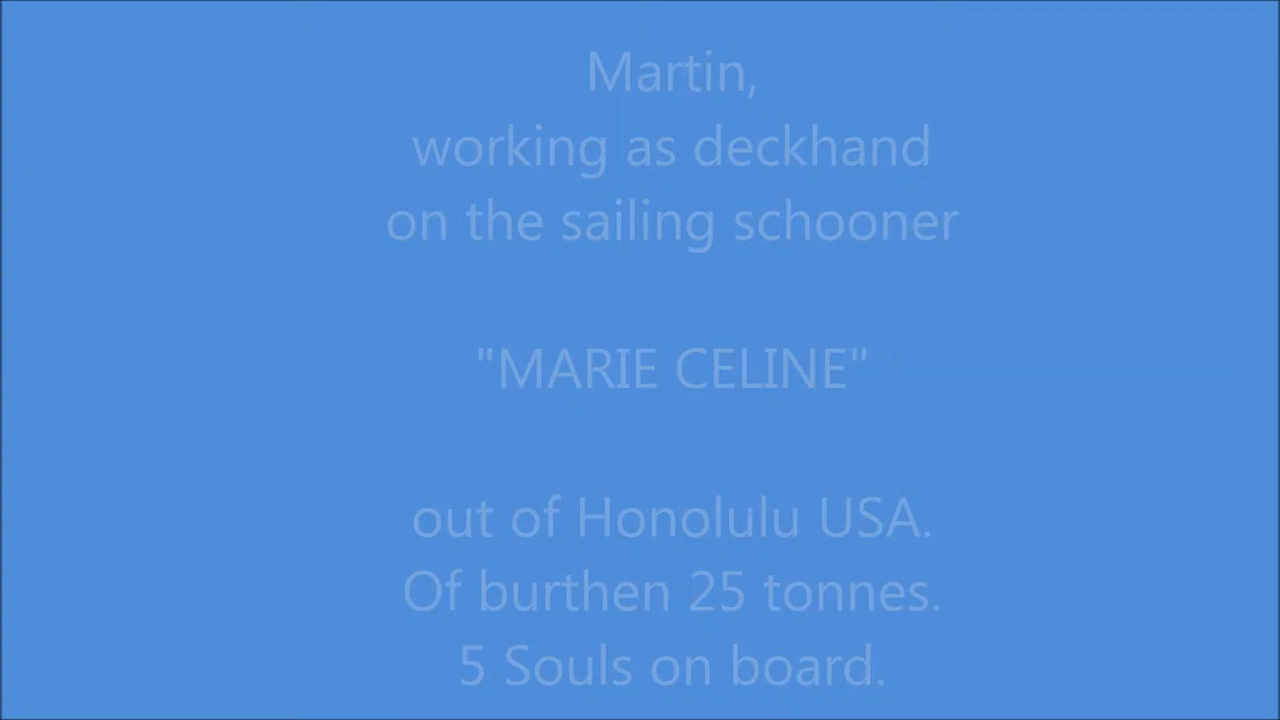 Martin,
working as deckhand
on the sailing schooner
"MARIE CELINE"
out of Honolulu USA.
Of burthen 25 tonnes.
5 Souls on board.